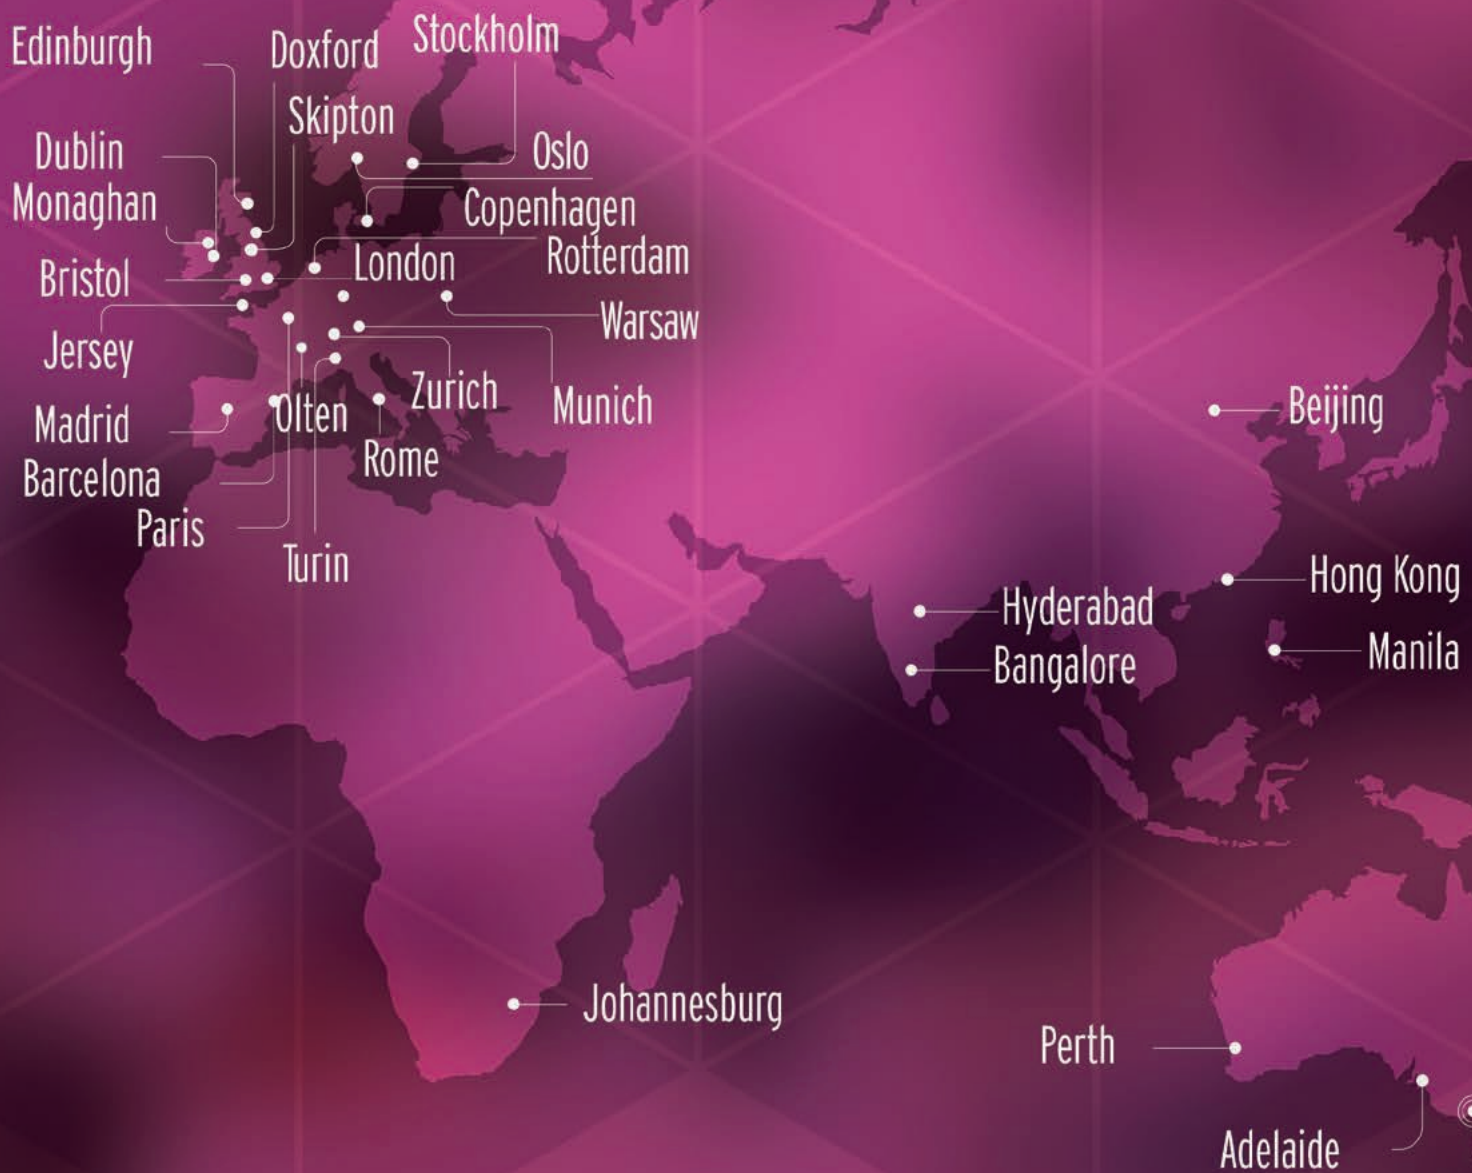 Edinburgh
Doxford
Stockholm
Skipton
Dublin
Oslo
Monaghan
Copenhagen
Rotterdam
London
Bristol
Warsaw
Jersey
Zurich
Munich
Olten
Madrid
Rome
Barcelona
Paris
Turin
Beijing
Hong Kong
Hyderabad
Manila
Bangalore
Johannesburg
Perth
Adelaide